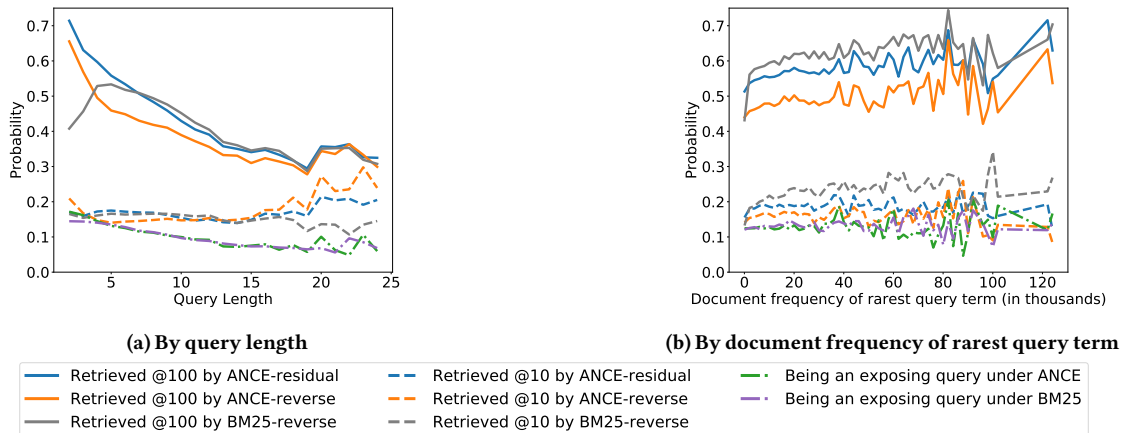 0.7
0.6
0.5
0.4
0.3
0.2
0.1
0.0
Probability
5 10 15 20 25
Query Length
(a) By query length
0.7
0.6
0.5
0.4
0.3
0.2
0.1
0.0
Probability
0 20 40 60 80 100 120
Document frequency of rarest query term (in thousands)
(b) By document frequency of rarest query term
Retrieved @100 by ANCE-residual
Retrieved @100 by ANCE-reverse
Retrieved @100 by BM25-reverse
Retrieved @10 by ANCE-residual
Retrieved @10 by ANCE-reverse
Retrieved @10 by BM25-reverse
Being an exposing query under ANCE
Being an exposing query under BM25